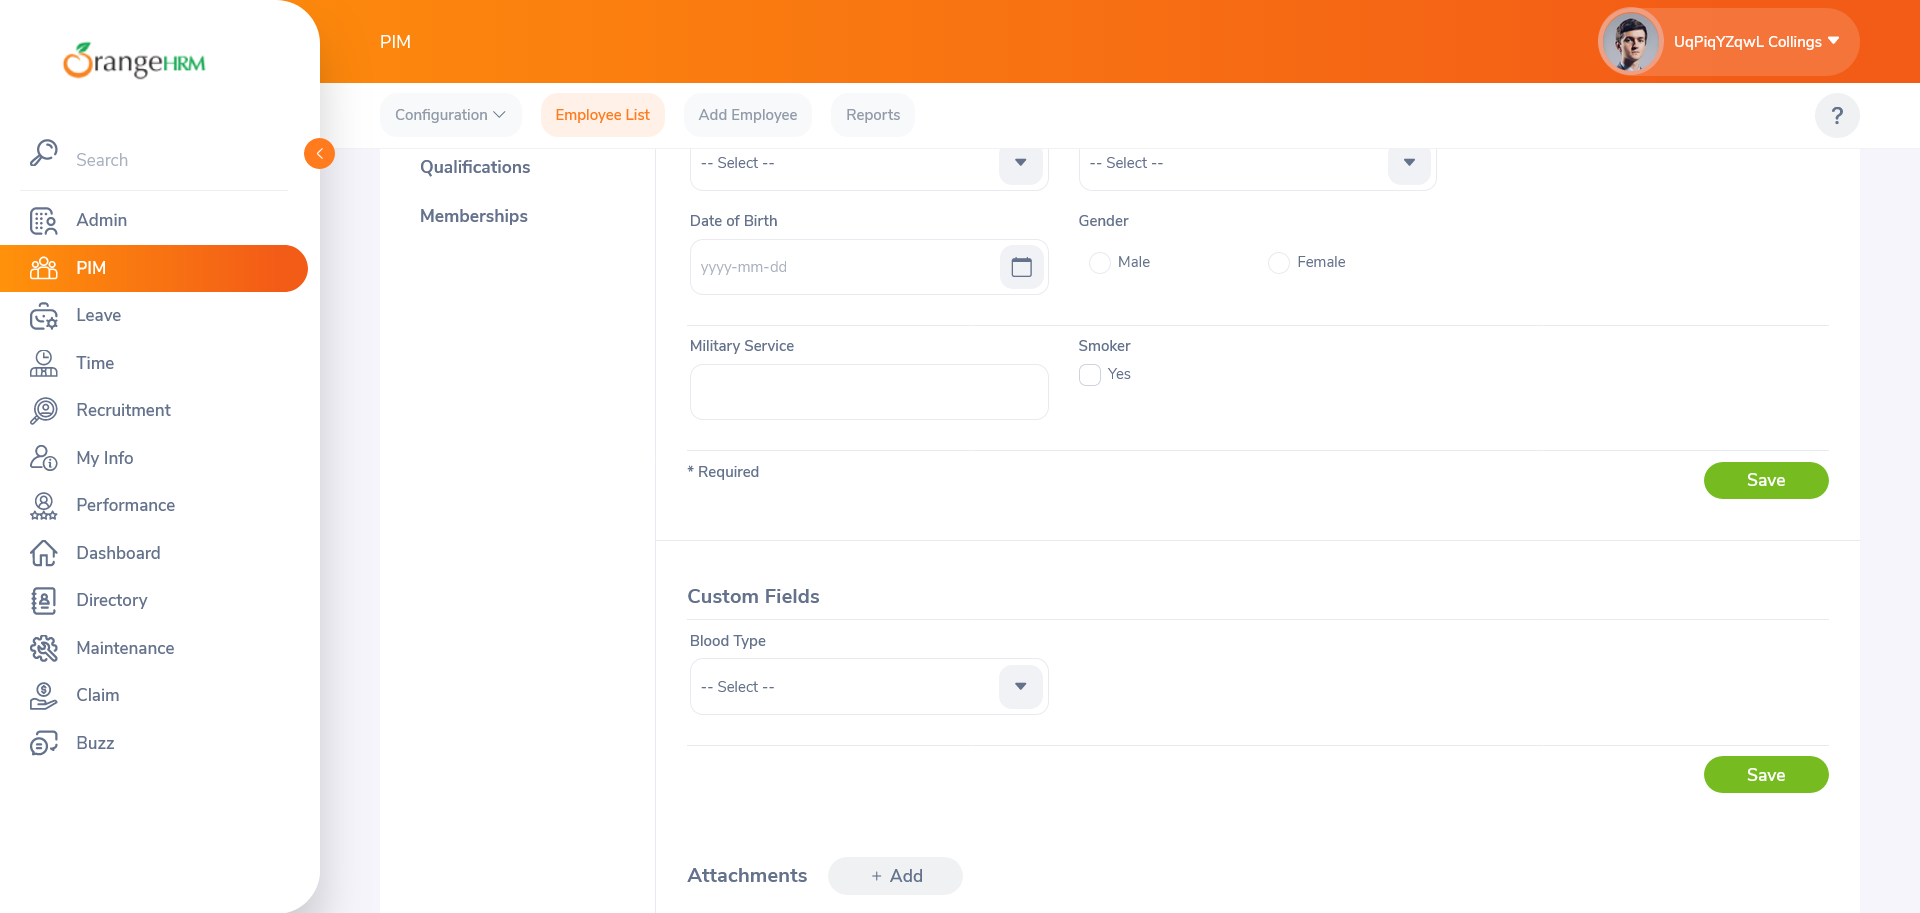 OrangeHRM
PIM
UqPiqYZqwL Collings
Configuration
Employee List
Add Employee
Reports
?
Search
Admin
PIM
Leave
Time
Recruitment
My Info
Performance
Dashboard
Directory
Maintenance
Claim
Buzz
Qualifications
Memberships
-- Select --
-- Select --
Date of Birth
Gender
yyyy-mm-dd
Male
Female
Military Service
Smoker
Yes
* Required
Save
Custom Fields
Blood Type
-- Select --
Save
Attachments
+ Add